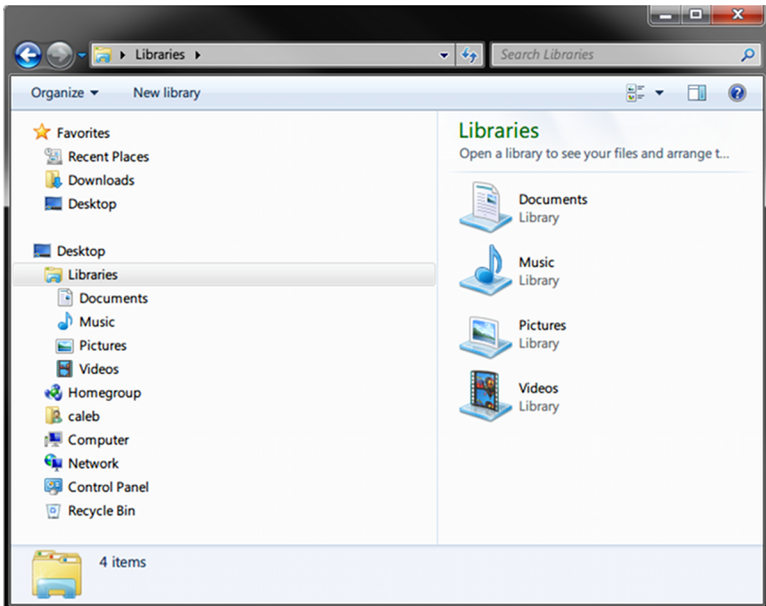 Libraries
Search Libraries
Organize
New library
Favorites
Recent Places
Downloads
Desktop
Desktop
Libraries
Documents
Music
Pictures
Videos
Homegroup
caleb
Computer
Network
Control Panel
Recycle Bin
Libraries
Open a library to see your files and arrange t...
Documents
Library
Music
Library
Pictures
Library
Videos
Library
4 items